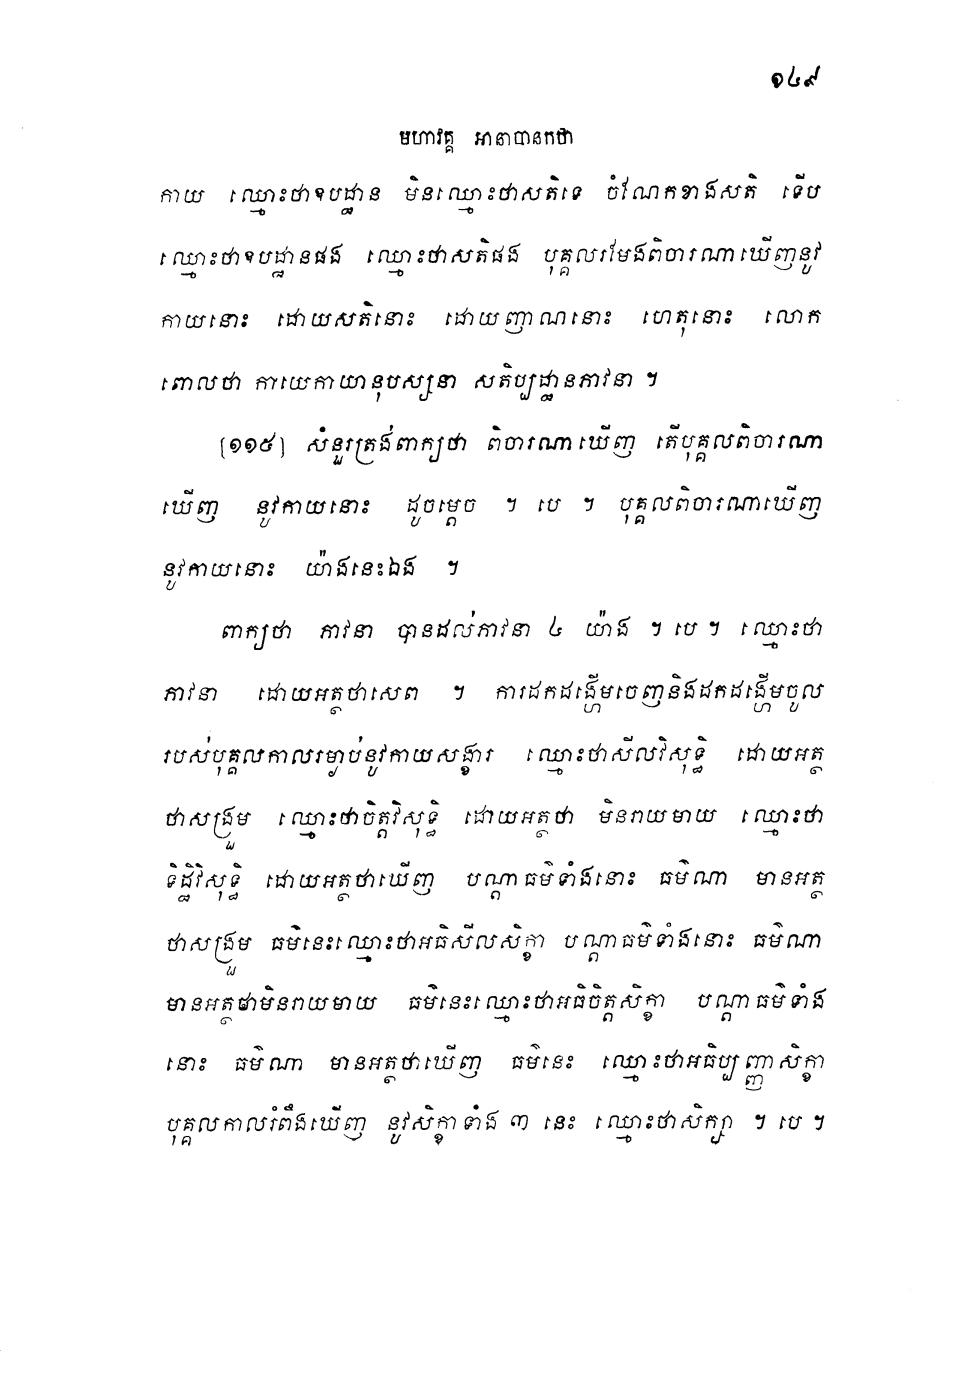 ១៤៩
មហាវគ្គ អានាបានកថា
កាយ ឈ្មោះថាឧបដ្ឋាន មិនឈ្មោះថាសតិទេ ចំណែកខាងសតិ ទើប
ឈ្មោះថាឧបដ្ឋានផង ឈ្មោះថាសតិផង បុគ្គលរមែងពិចារណាឃើញនូវ
កាយនោះ ដោយសតិនោះ ដោយញាណនោះ ហេតុនោះ លោក
ពោលថា កាយេកាយានុបស្សនា សតិប្បដ្ឋានភាវនា ។
[១១៥] សំនួរត្រង់ពាក្យថា ពិចារណាឃើញ តើបុគ្គលពិចារណា
ឃើញ នូវកាយនោះ ដូចម្តេច ។ បេ ។ បុគ្គលពិចារណាឃើញ
នូវកាយនោះ យ៉ាងនេះឯង ។
ពាក្យថា ភាវនា បានដល់ភាវនា ៤ យ៉ាង ។ បេ ។ ឈ្មោះថា
ភាវនា ដោយអត្ថថាសេព ។ ការដកដង្ហើមចេញនិងដកដង្ហើមចូល
របស់បុគ្គលកាលរម្ងាប់នូវកាយសង្ខារ ឈ្មោះថាសីលវិសុទ្ធិ ដោយអត្ថ
ថាសង្រួម ឈ្មោះថាចិត្តវិសុទ្ធិ ដោយអត្ថថា មិនរាយមាយ ឈ្មោះថា
ទិដ្ឋិវិសុទ្ធិ ដោយអត្ថថាឃើញ បណ្តាធម៌ទាំងនោះ ធម៌ណា មានអត្ថ
ថាសង្រួម ធម៌នេះឈ្មោះថាអធិសីលសិក្ខា បណ្តាធម៌ទាំងនោះ ធម៌ណា
មានអត្ថថាមិនរាយមាយ ធម៌នេះឈ្មោះថាអធិចិត្តសិក្ខា បណ្តាធម៌ទាំង
នោះ ធម៌ណា មានអត្ថថាឃើញ ធម៌នេះ ឈ្មោះថាអធិប្បញ្ញាសិក្ខា
បុគ្គលកាលរំពឹងឃើញ នូវសិក្ខាទាំង ៣ នេះ ឈ្មោះថាសិក្សា ។ បេ ។